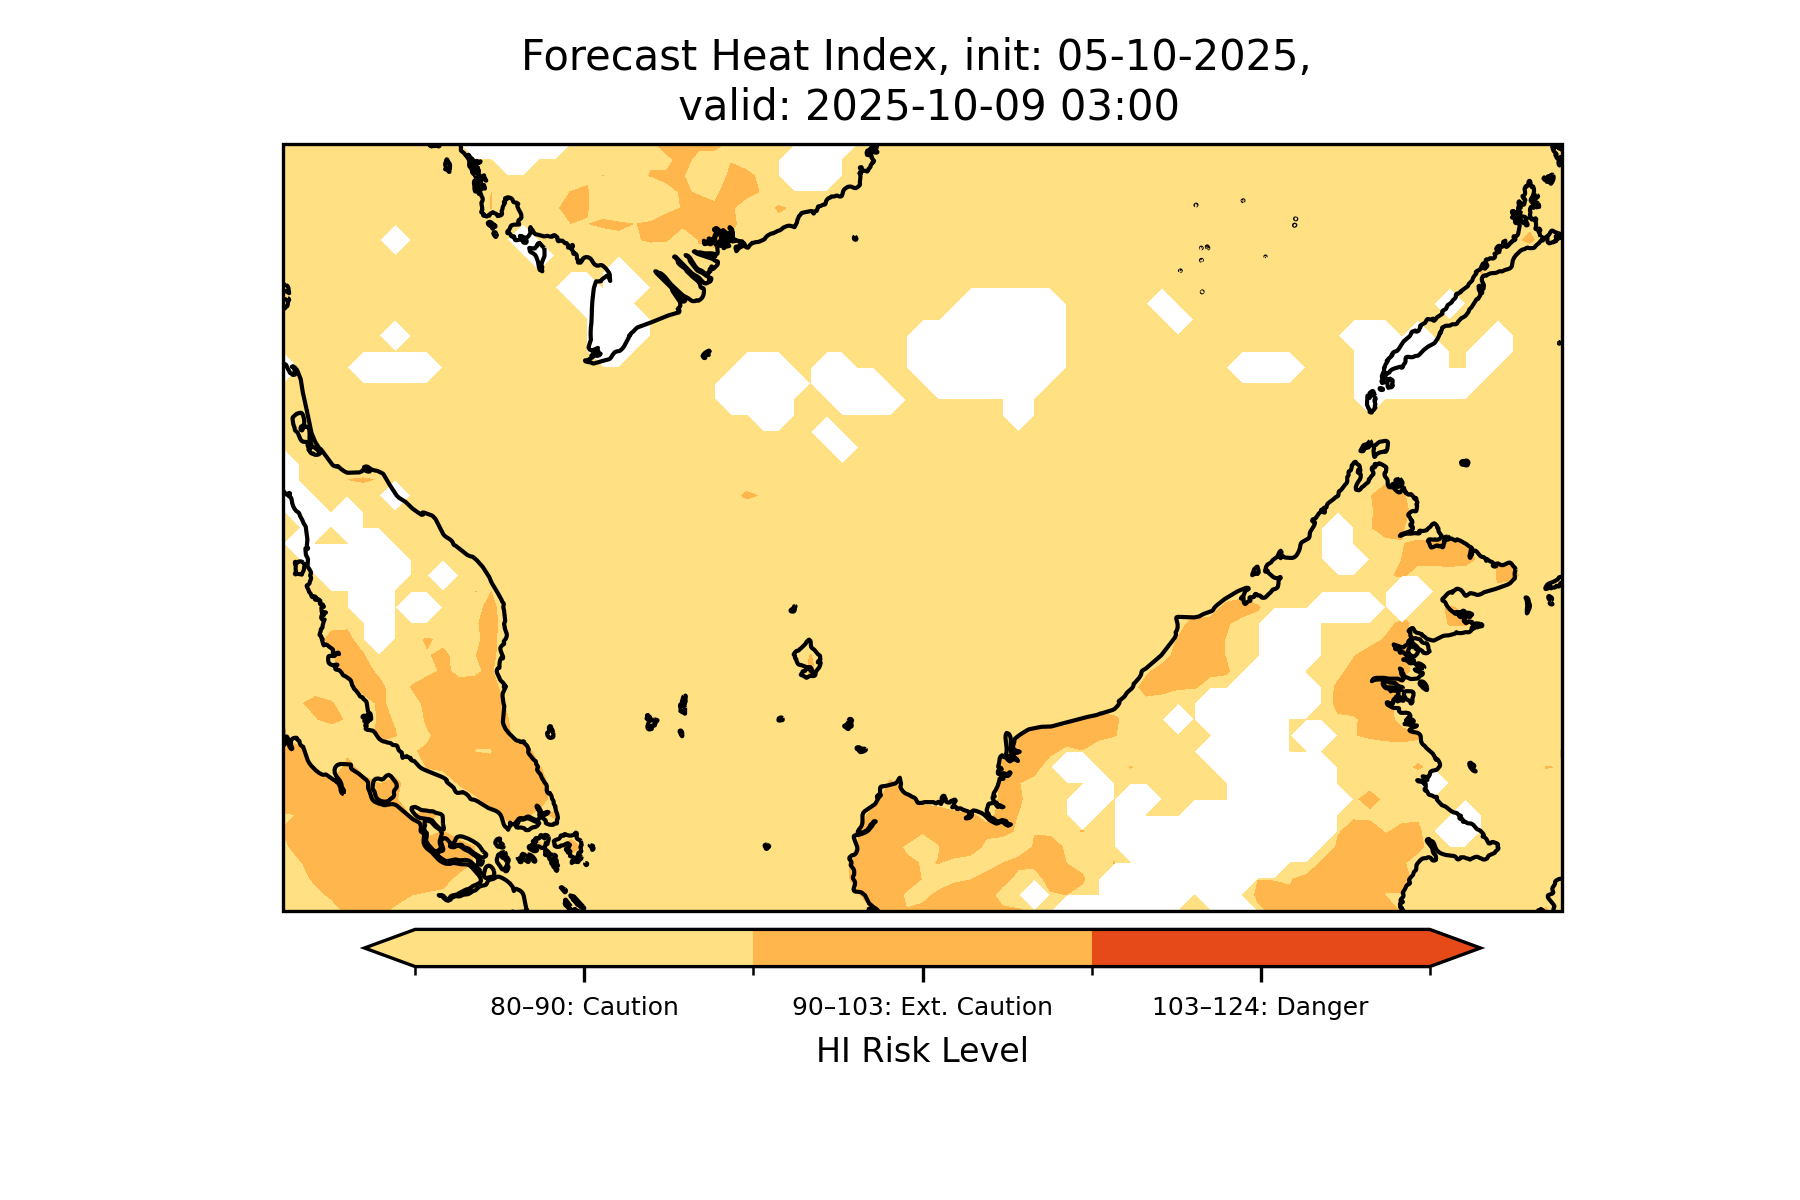 Forecast Heat Index, init: 05-10-2025,
valid: 2025-10-09 03:00
80–90: Caution
90–103: Ext. Caution
103–124: Danger
HI Risk Level